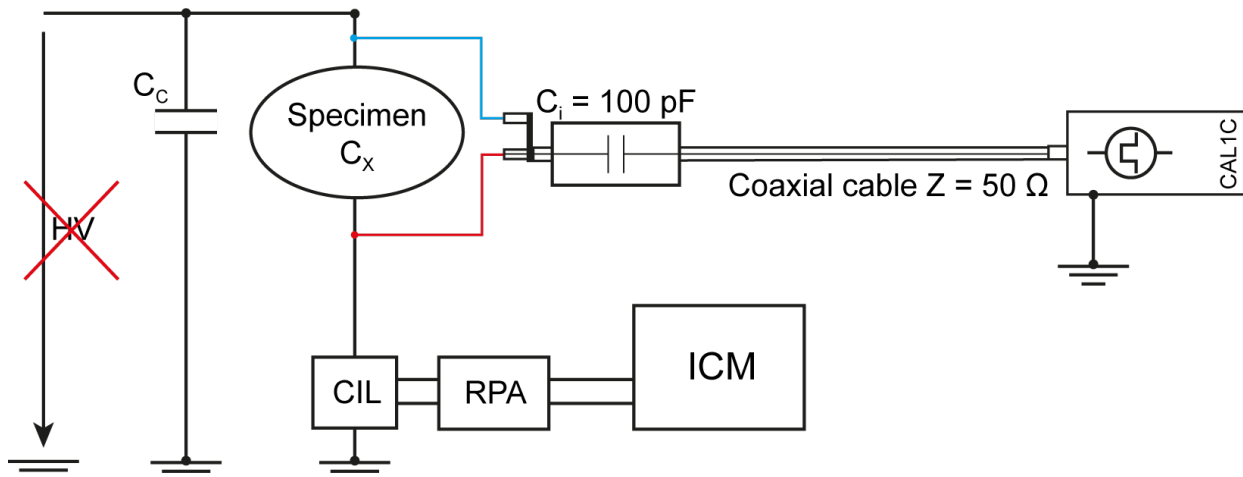 C_C
Specimen
C_X
C_i = 100 pF
Coaxial cable Z = 50 Ω
CAL1C
HV
CIL
RPA
ICM